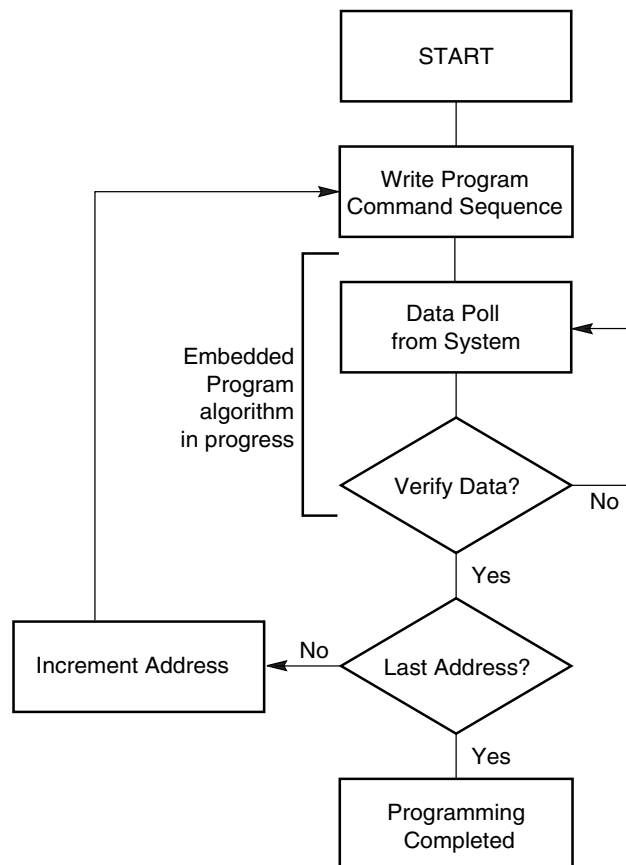 START
Write Program
Command Sequence
Data Poll
from System
Embedded
Program
algorithm
in progress
Verify Data?
No
Yes
No
Increment Address
Last Address?
Yes
Programming
Completed